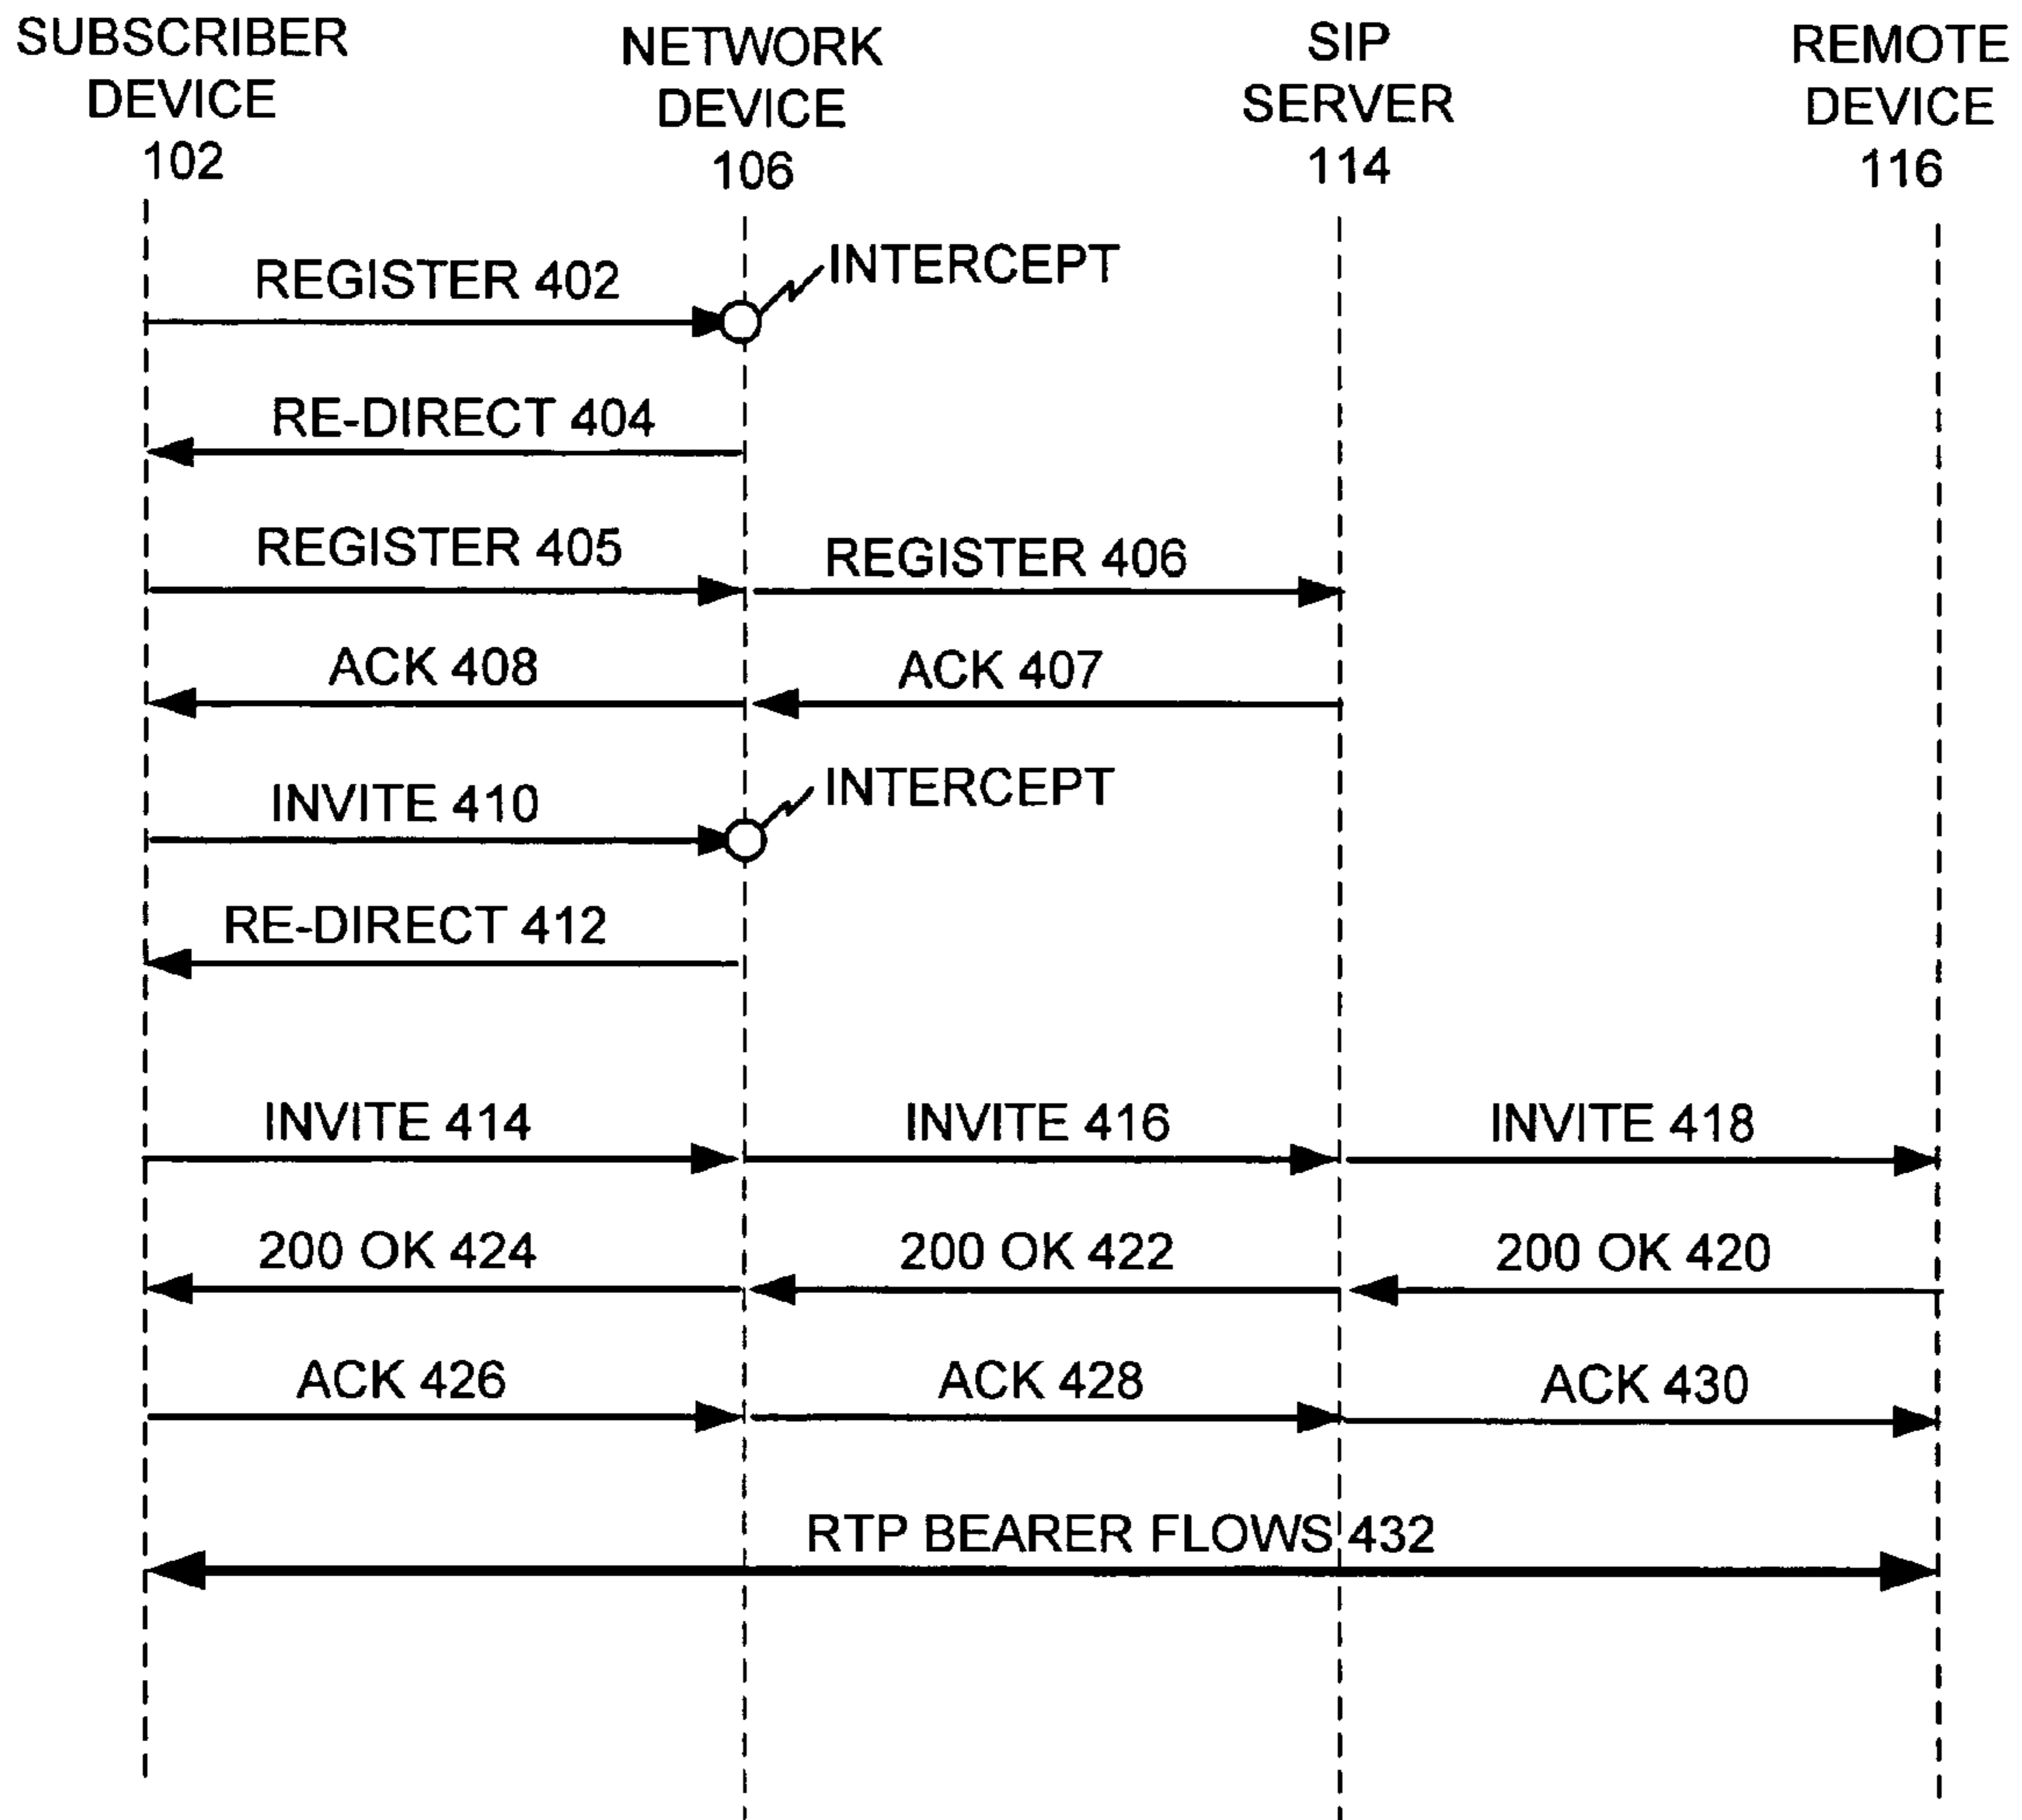 SUBSCRIBER
DEVICE
102
NETWORK
DEVICE
106
SIP
SERVER
114
REMOTE
DEVICE
116
REGISTER 402
INTERCEPT
RE-DIRECT 404
REGISTER 405
REGISTER 406
ACK 408
ACK 407
INVITE 410
INTERCEPT
RE-DIRECT 412
INVITE 414
INVITE 416
INVITE 418
200 OK 424
200 OK 422
200 OK 420
ACK 426
ACK 428
ACK 430
RTP BEARER FLOWS 432